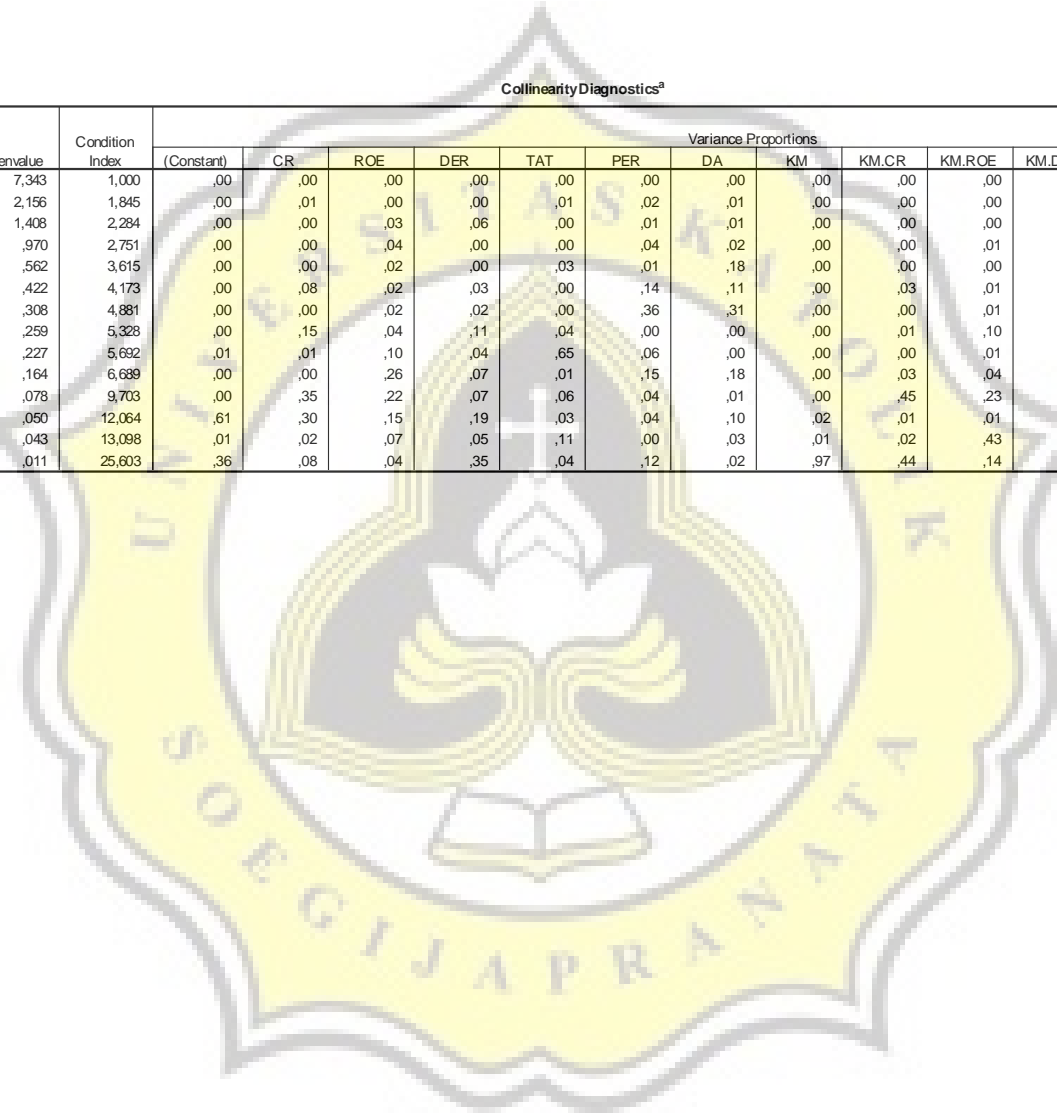 Collinearity Diagnosticsᵃ
envalue Condition Index Variance Proportions
(Constant) CR ROE DER TAT PER DA KM KM.CR KM.ROE KM.D
7,343 1,000 ,00 ,00 ,00 ,00 ,00 ,00 ,00 ,00 ,00 ,00
2,156 1,845 ,00 ,01 ,00 ,00 ,01 ,02 ,01 ,00 ,00 ,00
1,408 2,284 ,00 ,00 ,03 ,06 ,00 ,01 ,01 ,00 ,00 ,00
,970 2,751 ,00 ,00 ,04 ,00 ,00 ,04 ,02 ,00 ,00 ,01
,562 3,615 ,00 ,00 ,02 ,00 ,03 ,01 ,18 ,00 ,00 ,00
,422 4,173 ,00 ,08 ,02 ,03 ,00 ,14 ,11 ,00 ,03 ,01
,308 4,881 ,00 ,00 ,02 ,02 ,00 ,36 ,31 ,00 ,00 ,01
,259 5,328 ,00 ,15 ,04 ,11 ,04 ,00 ,00 ,00 ,01 ,10
,227 5,692 ,01 ,01 ,10 ,04 ,65 ,06 ,00 ,00 ,00 ,01
,164 6,689 ,00 ,00 ,26 ,07 ,01 ,15 ,18 ,00 ,03 ,04
,078 9,703 ,00 ,35 ,22 ,07 ,06 ,04 ,01 ,00 ,45 ,23
,050 12,064 ,61 ,30 ,15 ,19 ,03 ,04 ,10 ,02 ,01 ,01
,043 13,098 ,01 ,02 ,07 ,05 ,11 ,00 ,03 ,01 ,02 ,43
,011 25,603 ,36 ,08 ,04 ,35 ,04 ,12 ,02 ,97 ,44 ,14
UNIVERSITAS KATOLIK
SOEGIJAPRANATA